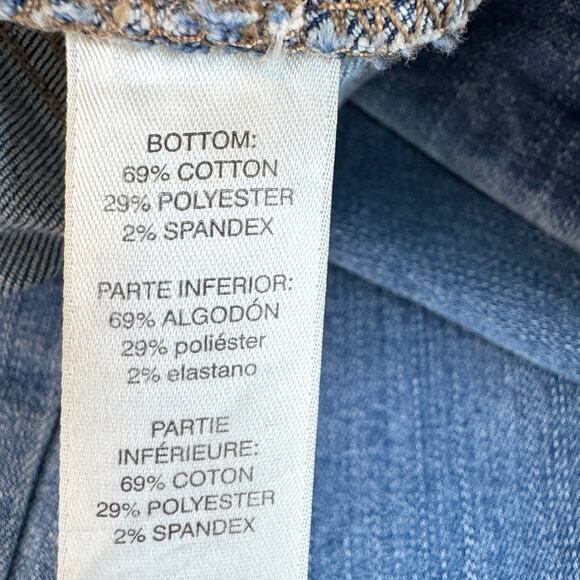 BOTTOM:
69% COTTON
29% POLYESTER
2% SPANDEX
PARTE INFERIOR:
69% ALGODÓN
29% poliéster
2% elastano
PARTIE
INFÉRIEURE:
69% COTON
29% POLYESTER
2% SPANDEX